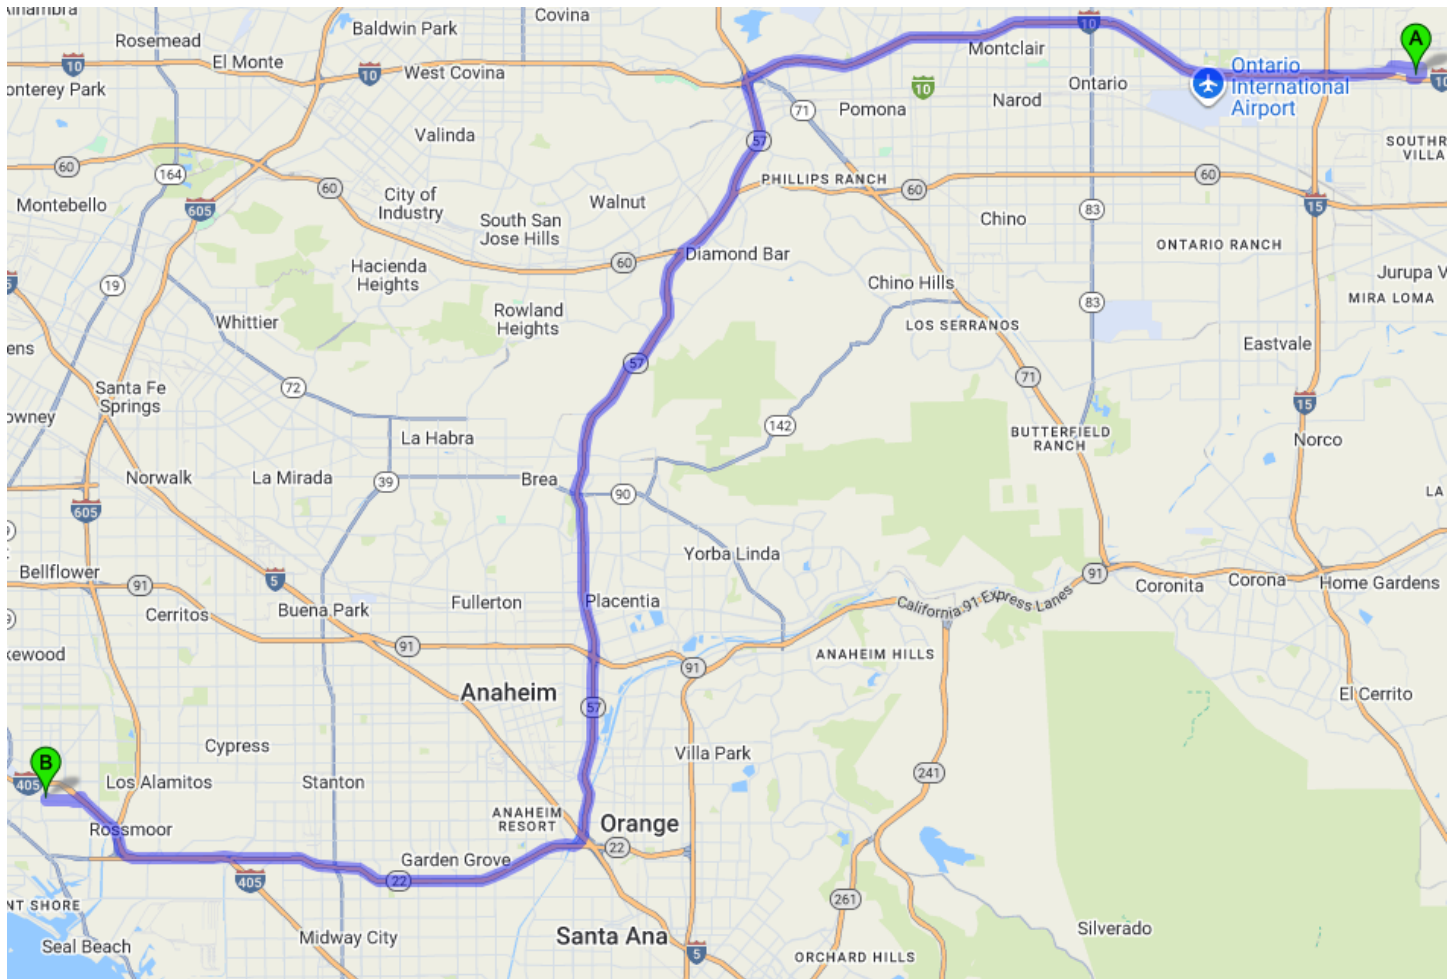 Alhambra
Rosemead
Baldwin Park
Covina
El Monte
10
10
West Covina
onterey Park
Montclair
10
A
Ontario
International
Airport
10
Ontario
10
Narod
Pomona
71
Valinda
57
SOUTHR
VILLA
60
164
60
605
Montebello
City of
Industry
South San
Jose Hills
Walnut
PHILLIPS RANCH
60
60
15
83
Chino
ONTARIO RANCH
Diamond Bar
60
Hacienda
Heights
19
Chino Hills
Jurupa V
MIRA LOMA
83
5
Whittier
Rowland
Heights
LOS SERRANOS
Eastvale
ens
57
71
Santa Fe
Springs
72
15
owney
La Habra
142
BUTTERFIELD
RANCH
Norco
Norwalk
La Mirada
39
Brea
90
LA
605
Yorba Linda
Bellflower
91
5
91
Coronita
Corona
Home Gardens
Cerritos
Buena Park
Fullerton
Placentia
California 91 Express Lanes
kewood
91
91
ANAHEIM HILLS
Anaheim
57
El Cerrito
Cypress
Villa Park
B
405
Los Alamitos
Stanton
241
ANAHEIM
RESORT
Orange
Rossmoor
22
Garden Grove
22
405
261
NT SHORE
Seal Beach
Midway City
Santa Ana
5
Silverado
ORCHARD HILLS